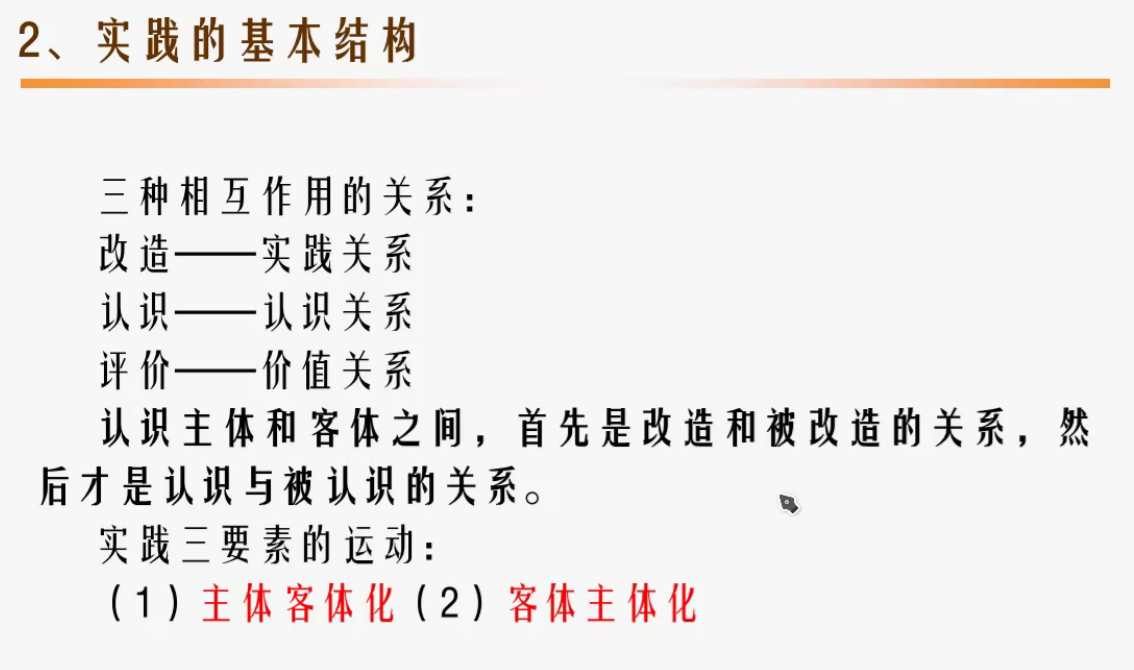 2、实践的基本结构
三种相互作用的关系：
改造——实践关系
认识——认识关系
评价——价值关系
认识主体和客体之间，首先是改造和被改造的关系，然
后才是认识与被认识的关系。
实践三要素的运动：
（1）主体客体化（2）客体主体化